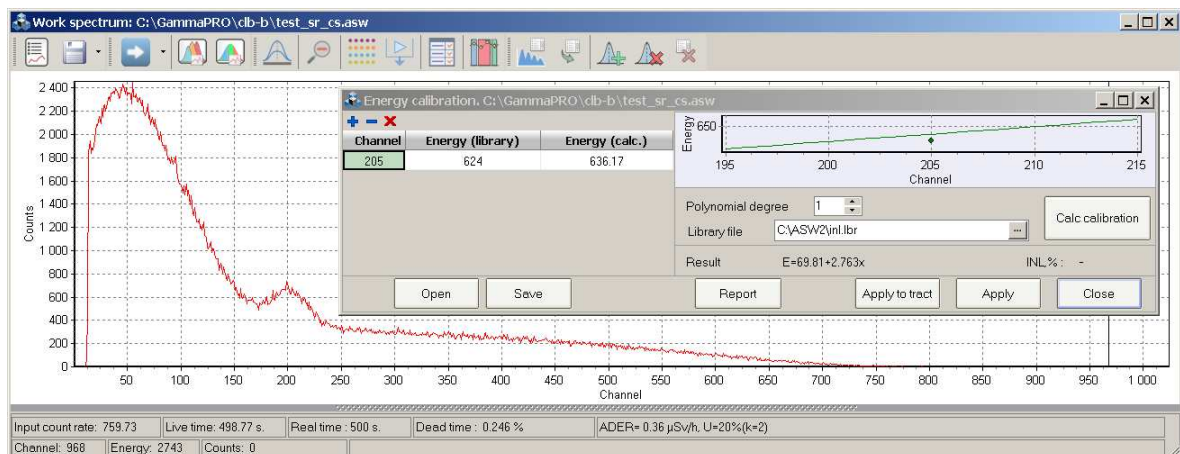 Work spectrum: C:\GammaPRO\clb-b\test_sr_cs.asw
Energy calibration. C:\GammaPRO\clb-b\test_sr_cs.asw
Channel Energy (library) Energy (calc.)
205 624 636.17
Energy
650
195 200 205 210 215
Channel
Polynomial degree 1
Library file C:\ASW2\inl.lbr ...
Calc calibration
Result E=69.81+2.763x INL,% : -
Open Save Report Apply to tract Apply Close
Counts
2 400
2 200
2 000
1 800
1 600
1 400
1 200
1 000
800
600
400
200
0
50 100 150 200 250 300 350 400 450 500 550 600 650 700 750 800 850 900 950 1 000
Channel
Input count rate: 759.73 Live time: 498.77 s. Real time : 500 s. Dead time : 0.246 % ADER= 0.36 µSv/h, U=20%(k=2)
Channel: 968 Energy: 2743 Counts: 0